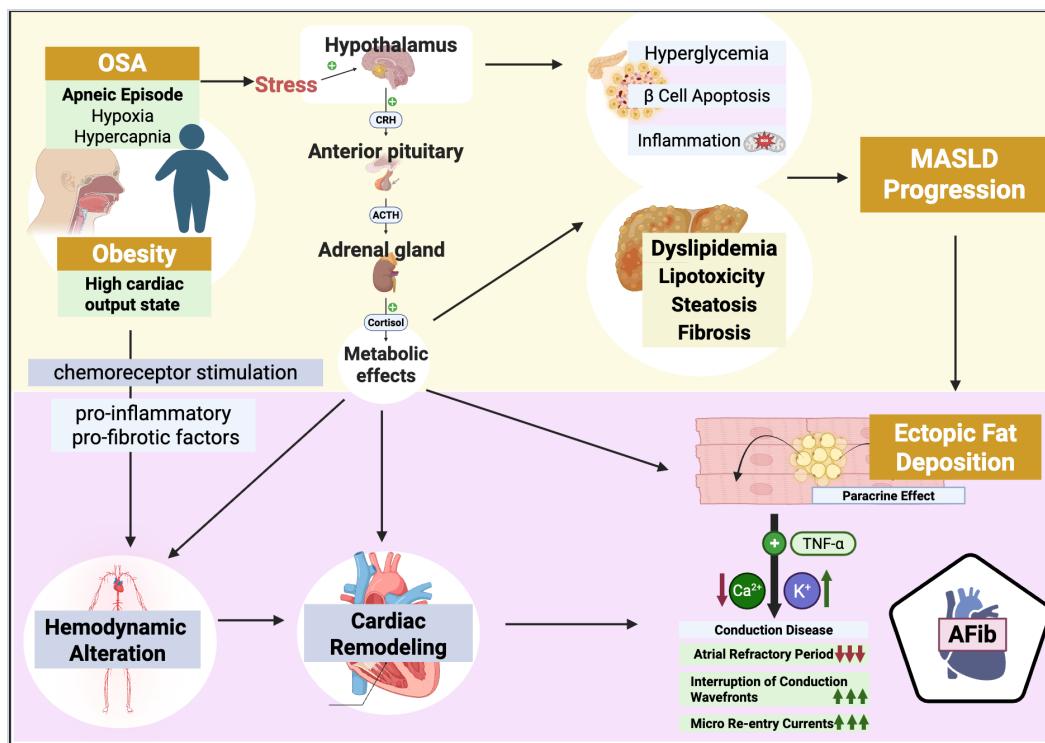 OSA
Apneic Episode
Hypoxia
Hypercapnia
Obesity
High cardiac
output state
chemoreceptor stimulation
pro-inflammatory
pro-fibrotic factors
Stress
+
Hypothalamus
+
CRH
Anterior pituitary
ACTH
Adrenal gland
+
Cortisol
Metabolic
effects
Hyperglycemia
β Cell Apoptosis
Inflammation
Dyslipidemia
Lipotoxicity
Steatosis
Fibrosis
MASLD
Progression
Ectopic Fat
Deposition
Paracrine Effect
+ TNF-α
Ca²⁺ K⁺
Conduction Disease
Atrial Refractory Period
Interruption of Conduction
Wavefronts
Micro Re-entry Currents
Hemodynamic
Alteration
Cardiac
Remodeling
AFib